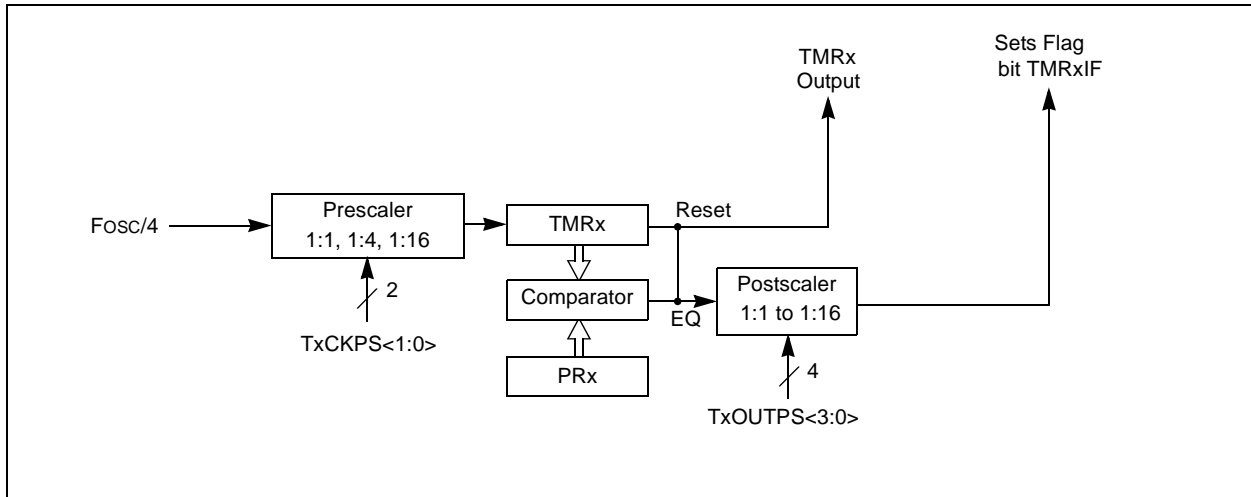 TMRx
Output
Sets Flag
bit TMRxIF
FOSC/4
Prescaler
1:1, 1:4, 1:16
2
TxCKPS<1:0>
TMRx
Reset
Comparator
EQ
PRx
Postscaler
1:1 to 1:16
4
TxOUTPS<3:0>